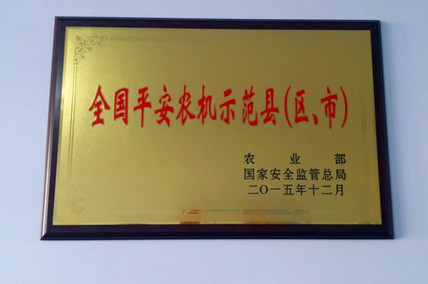 全国平安农机示范县(区、市)
农业部
国家安全监管总局
二〇一五年十二月